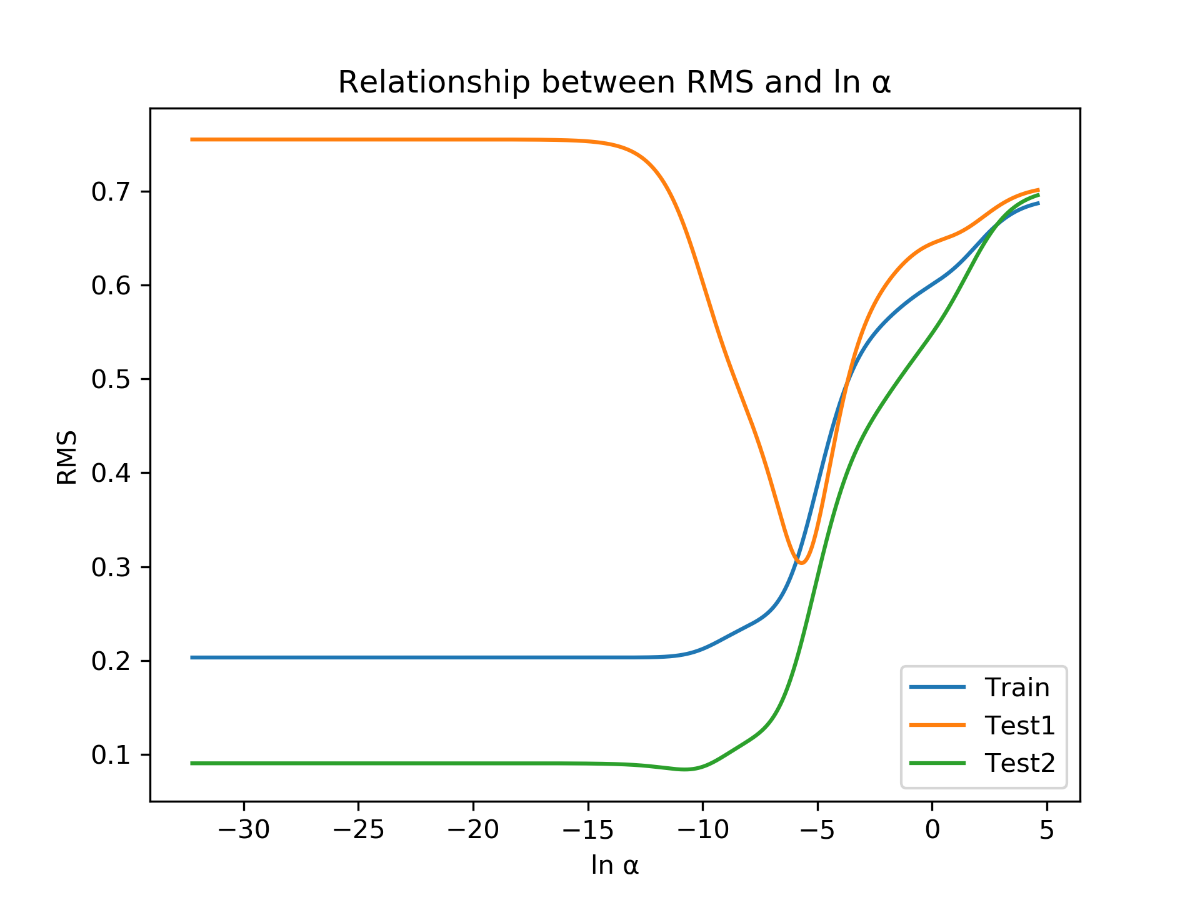 Relationship between RMS and ln α
RMS
0.7
0.6
0.5
0.4
0.3
0.2
0.1
Train
Test1
Test2
−30 −25 −20 −15 −10 −5 0 5
ln α